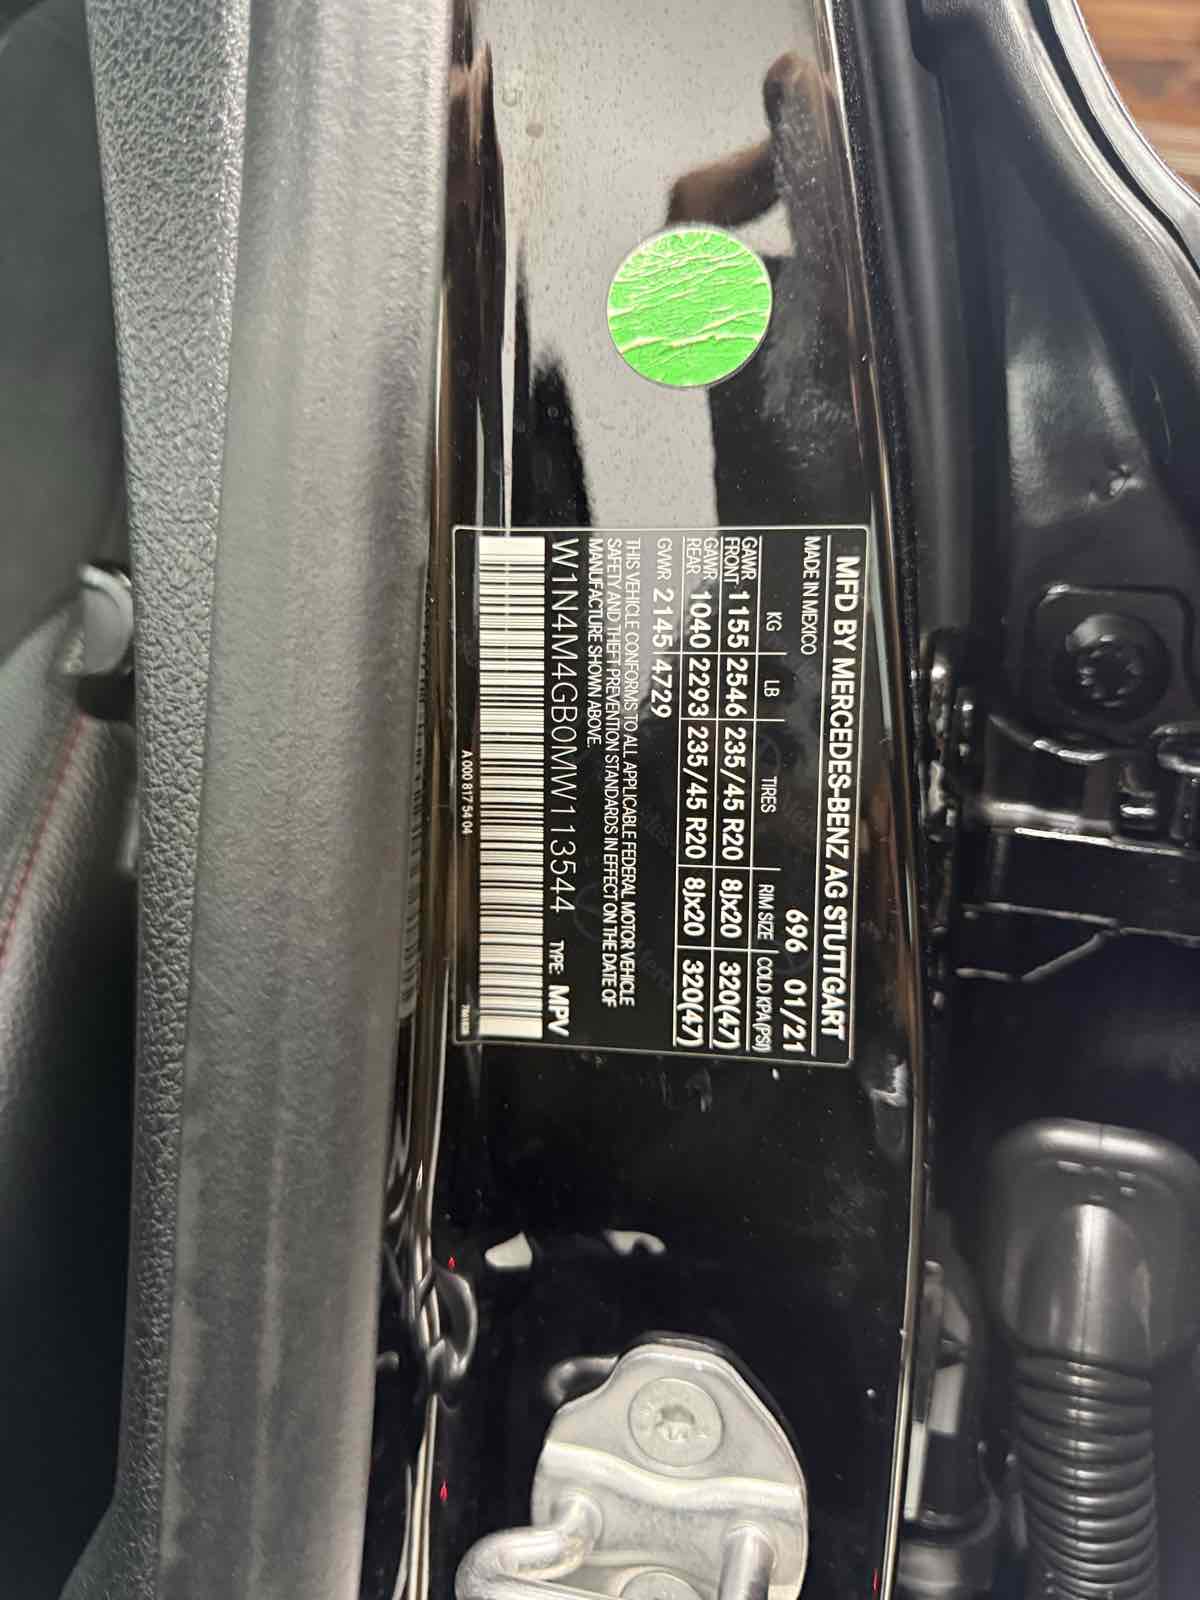 MFD BY MERCEDES-BENZ AG STUTTGART
MADE IN MEXICO 696 01/21
KG LB TIRES RIM SIZE COLD KPA(PSI)
GAWR FRONT 1155 2546 235/45 R20 8Jx20 320(47)
GAWR REAR 1040 2293 235/45 R20 8Jx20 320(47)
GVWR 2145 4729
THIS VEHICLE CONFORMS TO ALL APPLICABLE FEDERAL MOTOR VEHICLE
SAFETY AND THEFT PREVENTION STANDARDS IN EFFECT ON THE DATE OF
MANUFACTURE SHOWN ABOVE.
W1N4M4GB0MW113544 TYPE: MPV
A 000 817 54 04